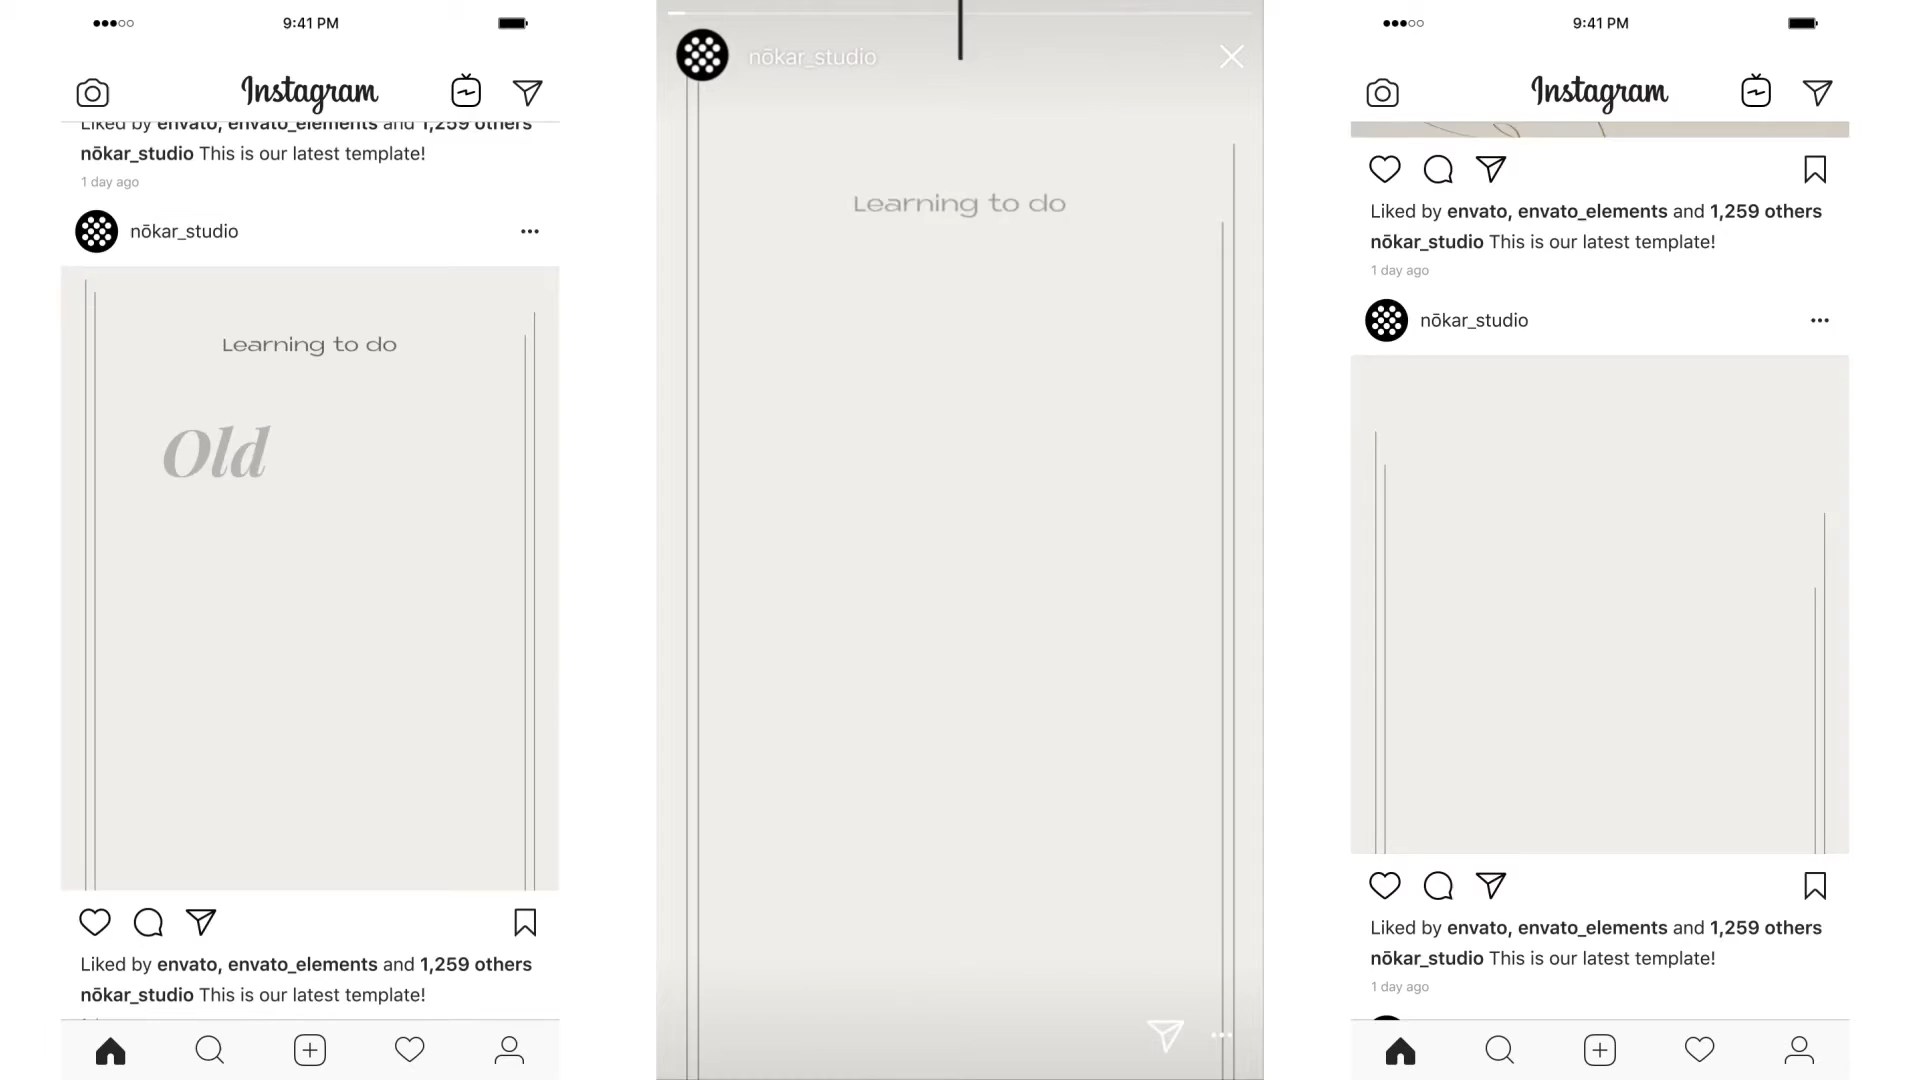 9:41 PM
Instagram
Liked by envato, envato_elements and 1,259 others
nōkar_studio This is our latest template!
1 day ago
nōkar_studio
Learning to do
Old
Liked by envato, envato_elements and 1,259 others
nōkar_studio This is our latest template!
nōkar_studio
Learning to do
9:41 PM
Instagram
Liked by envato, envato_elements and 1,259 others
nōkar_studio This is our latest template!
1 day ago
nōkar_studio
Liked by envato, envato_elements and 1,259 others
nōkar_studio This is our latest template!
1 day ago